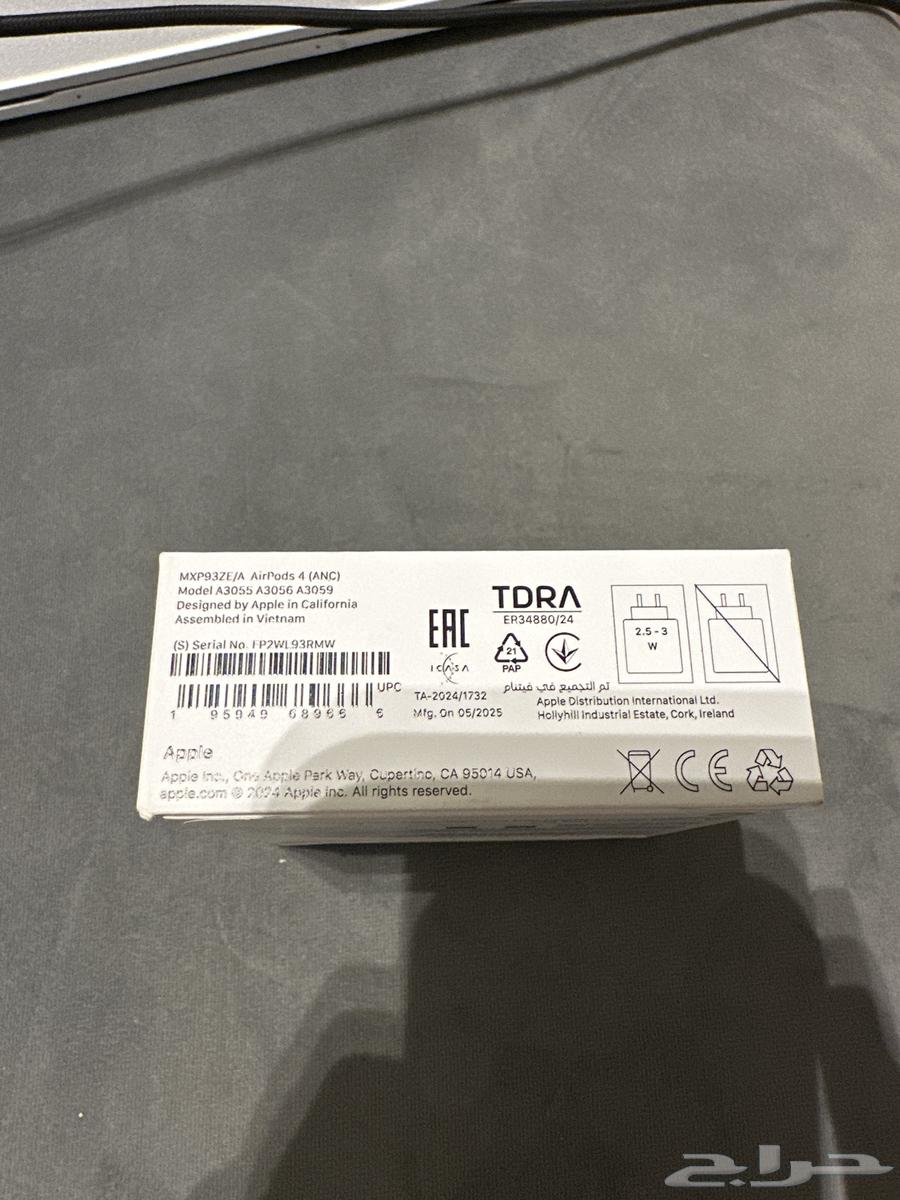 MXP93ZE/A AirPods 4 (ANC)
Model A3055 A3056 A3059
Designed by Apple in California
Assembled in Vietnam
(S) Serial No. FP2WL93RMW
UPC
1 95949 68966 6
EAC
ICASA
TA-2024/1732
Mfg. On 05/2025
TDRA
ER34880/24
21
PAP
2.5 - 3
W
تم التجميع في فيتنام
Apple Distribution International Ltd.
Hollyhill Industrial Estate, Cork, Ireland
Apple
Apple Inc., One Apple Park Way, Cupertino, CA 95014 USA,
apple.com © 2024 Apple Inc. All rights reserved.
CE
حراج